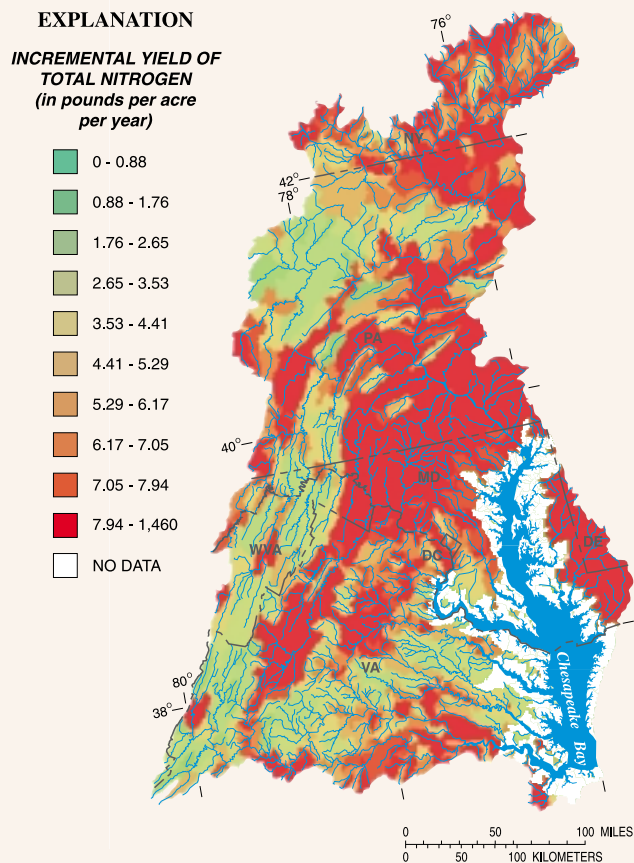 EXPLANATION
INCREMENTAL YIELD OF
TOTAL NITROGEN
(in pounds per acre
per year)
0 - 0.88
0.88 - 1.76
1.76 - 2.65
2.65 - 3.53
3.53 - 4.41
4.41 - 5.29
5.29 - 6.17
6.17 - 7.05
7.05 - 7.94
7.94 - 1,460
NO DATA
76°
NY
42°
78°
PA
40°
MD
WVA
DC
DE
VA
80°
38°
Chesapeake
Bay
0 50 100 MILES
0 50 100 KILOMETERS